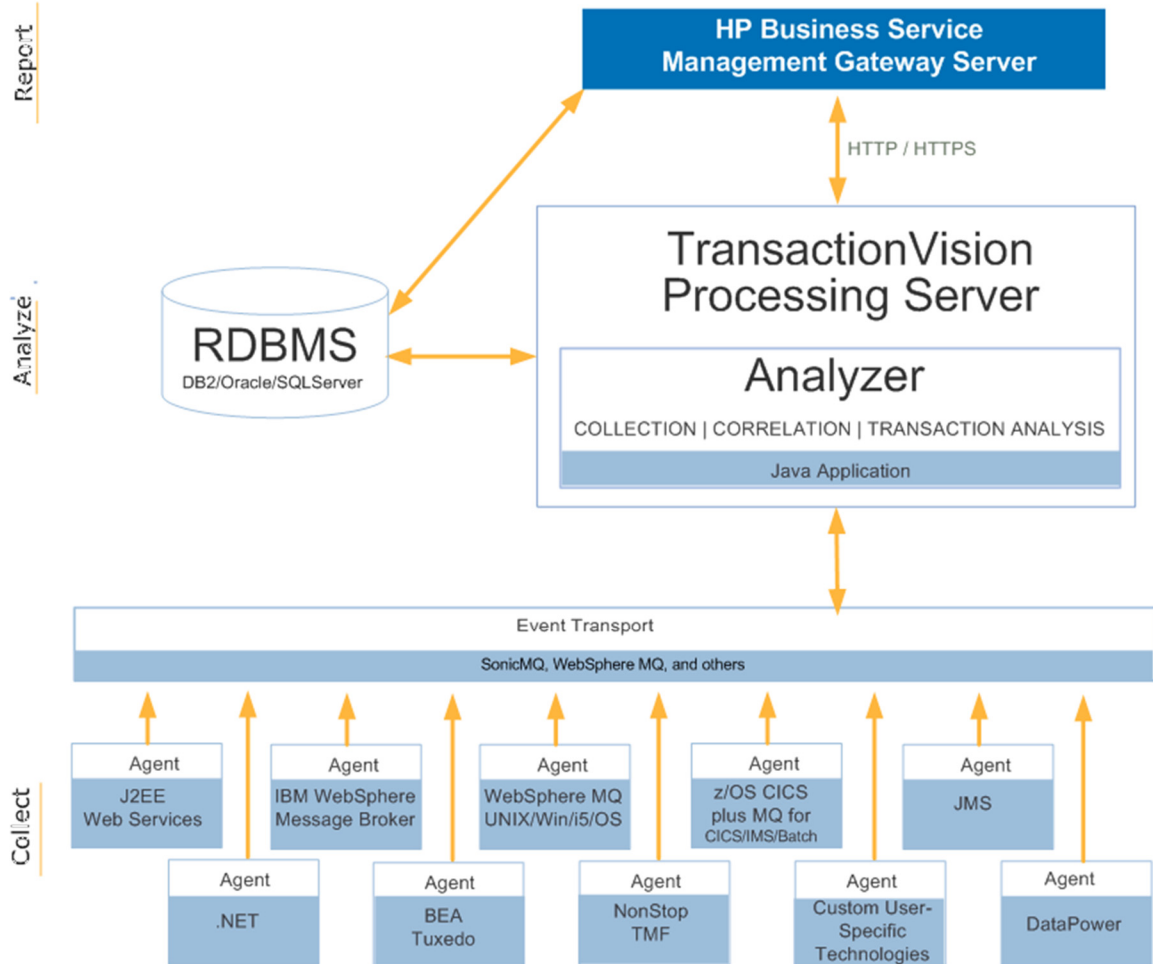 Report
HP Business Service
Management Gateway Server
HTTP / HTTPS
Analyze
TransactionVision
Processing Server
RDBMS
DB2/Oracle/SQLServer
Analyzer
COLLECTION | CORRELATION | TRANSACTION ANALYSIS
Java Application
Event Transport
SonicMQ, WebSphere MQ, and others
Collect
Agent
J2EE
Web Services
Agent
IBM WebSphere
Message Broker
Agent
WebSphere MQ
UNIX/Win/i5/OS
Agent
z/OS CICS
plus MQ for
CICS/IMS/Batch
Agent
JMS
Agent
.NET
Agent
BEA
Tuxedo
Agent
NonStop
TMF
Agent
Custom User-
Specific
Technologies
Agent
DataPower